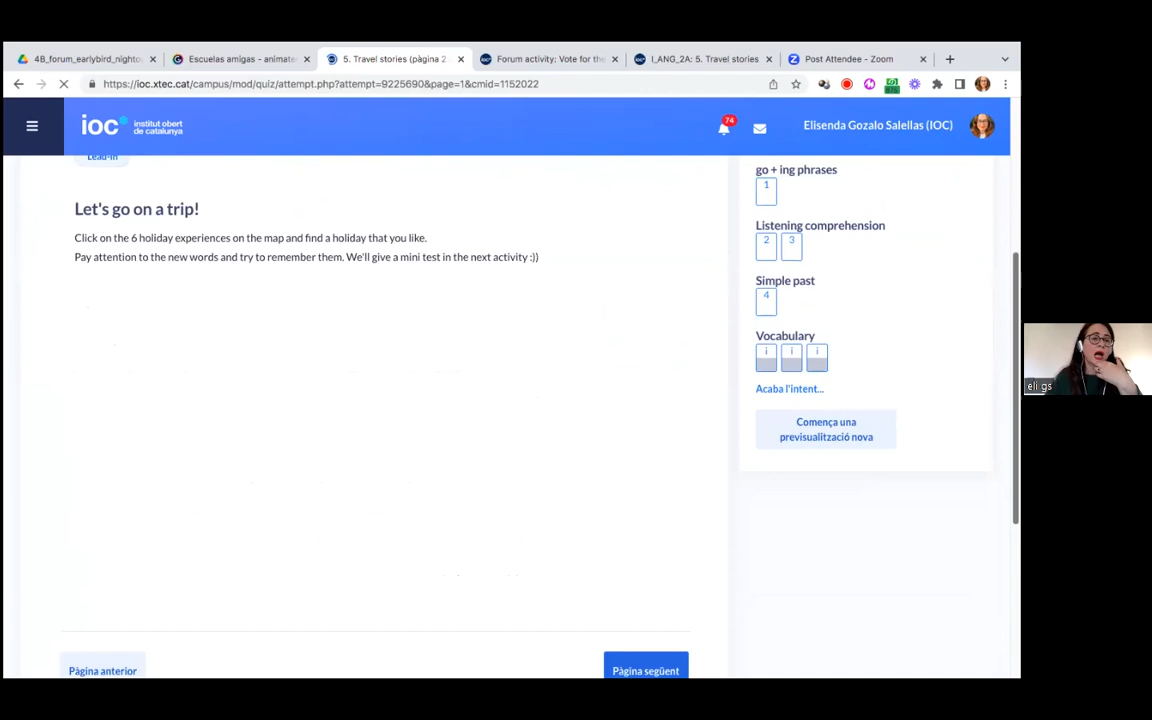 4B_forum_earlybird_nighto
Escuelas amigas - animate
5. Travel stories (pàgina 2
Forum activity: Vote for the
I_ANG_2A: 5. Travel stories
Post Attendee - Zoom
https://ioc.xtec.cat/campus/mod/quiz/attempt.php?attempt=9225690&page=1&cmid=1152022
ioc institut obert
de catalunya
74
Elisenda Gozalo Salellas (IOC)
Lead-in
Let's go on a trip!
Click on the 6 holiday experiences on the map and find a holiday that you like.
Pay attention to the new words and try to remember them. We'll give a mini test in the next activity :))
Pàgina anterior
Pàgina següent
go + ing phrases
1
Listening comprehension
2 3
Simple past
4
Vocabulary
i i i
Acaba l'intent...
Comença una
previsualització nova
eli gs